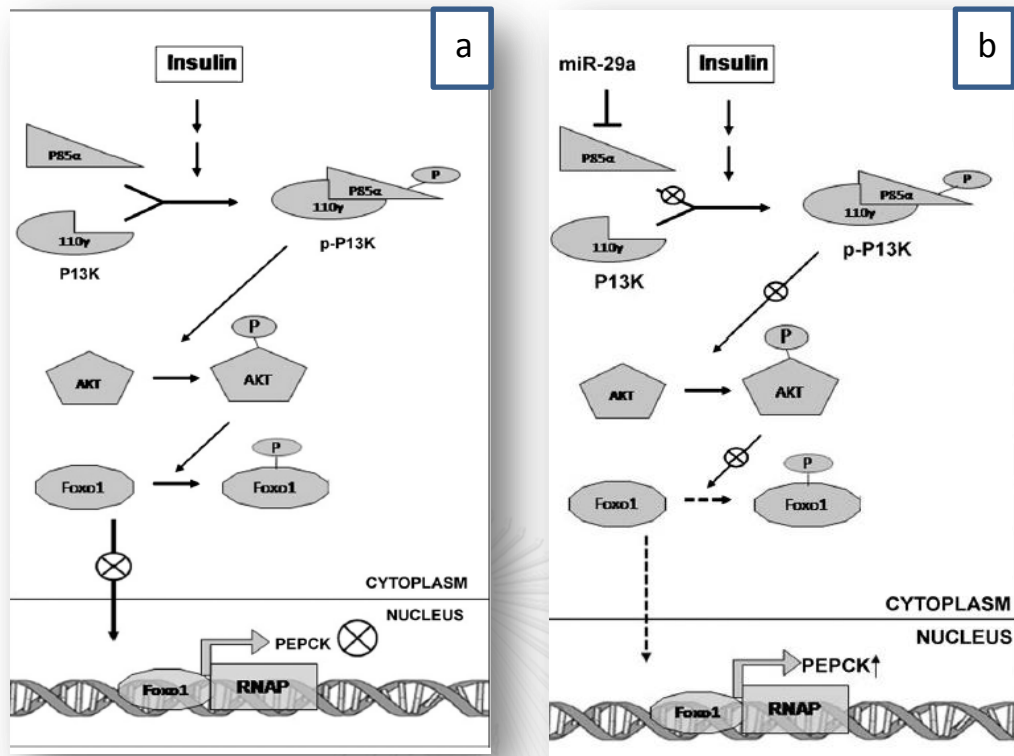 a
Insulin
P85α
P
P85α
110γ
110γ
p-P13K
P13K
P
AKT
AKT
P
Foxo1
Foxo1
CYTOPLASM
NUCLEUS
PEPCK
Foxo1
RNAP
b
miR-29a
Insulin
P85α
P
P85α
110γ
110γ
p-P13K
P13K
P
AKT
AKT
P
Foxo1
Foxo1
CYTOPLASM
NUCLEUS
PEPCK
Foxo1
RNAP